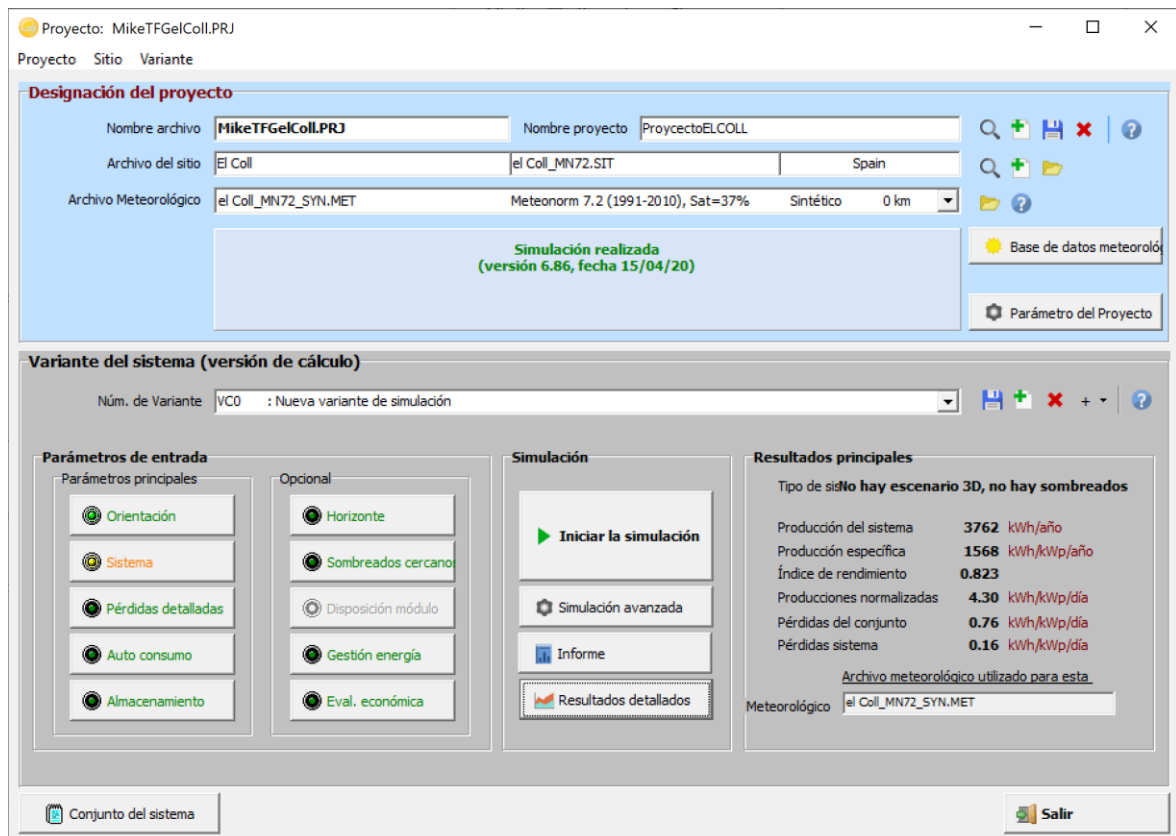 Proyecto: MikeTFGelColl.PRJ
Proyecto Sitio Variante
Designación del proyecto
Nombre archivo MikeTFGelColl.PRJ Nombre proyecto ProycectoELCOLL
Archivo del sitio El Coll el Coll_MN72.SIT Spain
Archivo Meteorológico el Coll_MN72_SYN.MET Meteonorm 7.2 (1991-2010), Sat=37% Sintético 0 km
Simulación realizada
(versión 6.86, fecha 15/04/20)
Base de datos meteoroló
Parámetro del Proyecto
Variante del sistema (versión de cálculo)
Núm. de Variante VC0 : Nueva variante de simulación
Parámetros de entrada
Parámetros principales
Orientación
Sistema
Pérdidas detalladas
Auto consumo
Almacenamiento
Opcional
Horizonte
Sombreados cercano
Disposición módulo
Gestión energía
Eval. económica
Simulación
Iniciar la simulación
Simulación avanzada
Informe
Resultados detallados
Resultados principales
Tipo de sis No hay escenario 3D, no hay sombreados
Producción del sistema 3762 kWh/año
Producción específica 1568 kWh/kWp/año
Índice de rendimiento 0.823
Producciones normalizadas 4.30 kWh/kWp/día
Pérdidas del conjunto 0.76 kWh/kWp/día
Pérdidas sistema 0.16 kWh/kWp/día
Archivo meteorológico utilizado para esta
Meteorológico el Coll_MN72_SYN.MET
Conjunto del sistema
Salir